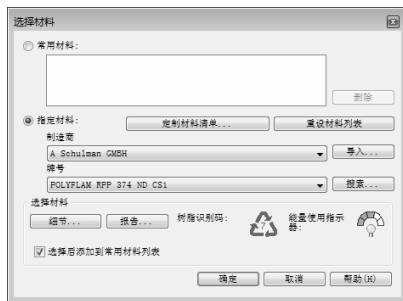 选择材料
常用材料:
删除
指定材料:
定制材料清单...
重设材料列表
制造商
A Schulman GMBH
导入...
牌号
POLYFLAM RPP 374 ND CS1
搜索...
选择材料
细节...
报告...
树脂识别码:
7
能量使用指示器:
选择后添加到常用材料列表
确定
取消
帮助(H)